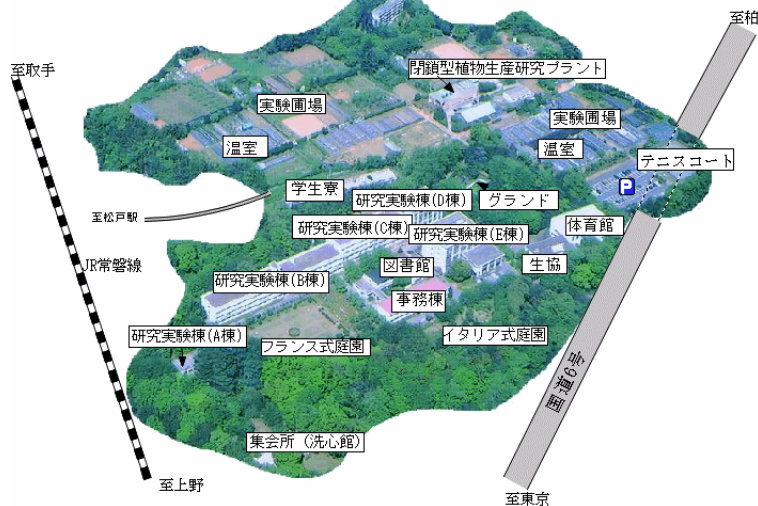 至柏
至取手
閉鎖型植物生産研究プラント
実験圃場
実験圃場
温室
温室
テニスコート
P
学生寮
グランド
研究実験棟(D棟)
至松戸駅
研究実験棟(C棟)
研究実験棟(E棟)
体育館
JR常磐線
図書館
生協
研究実験棟(B棟)
事務棟
研究実験棟(A棟)
フランス式庭園
イタリア式庭園
国道6号
集会所（洗心館）
至上野
至東京